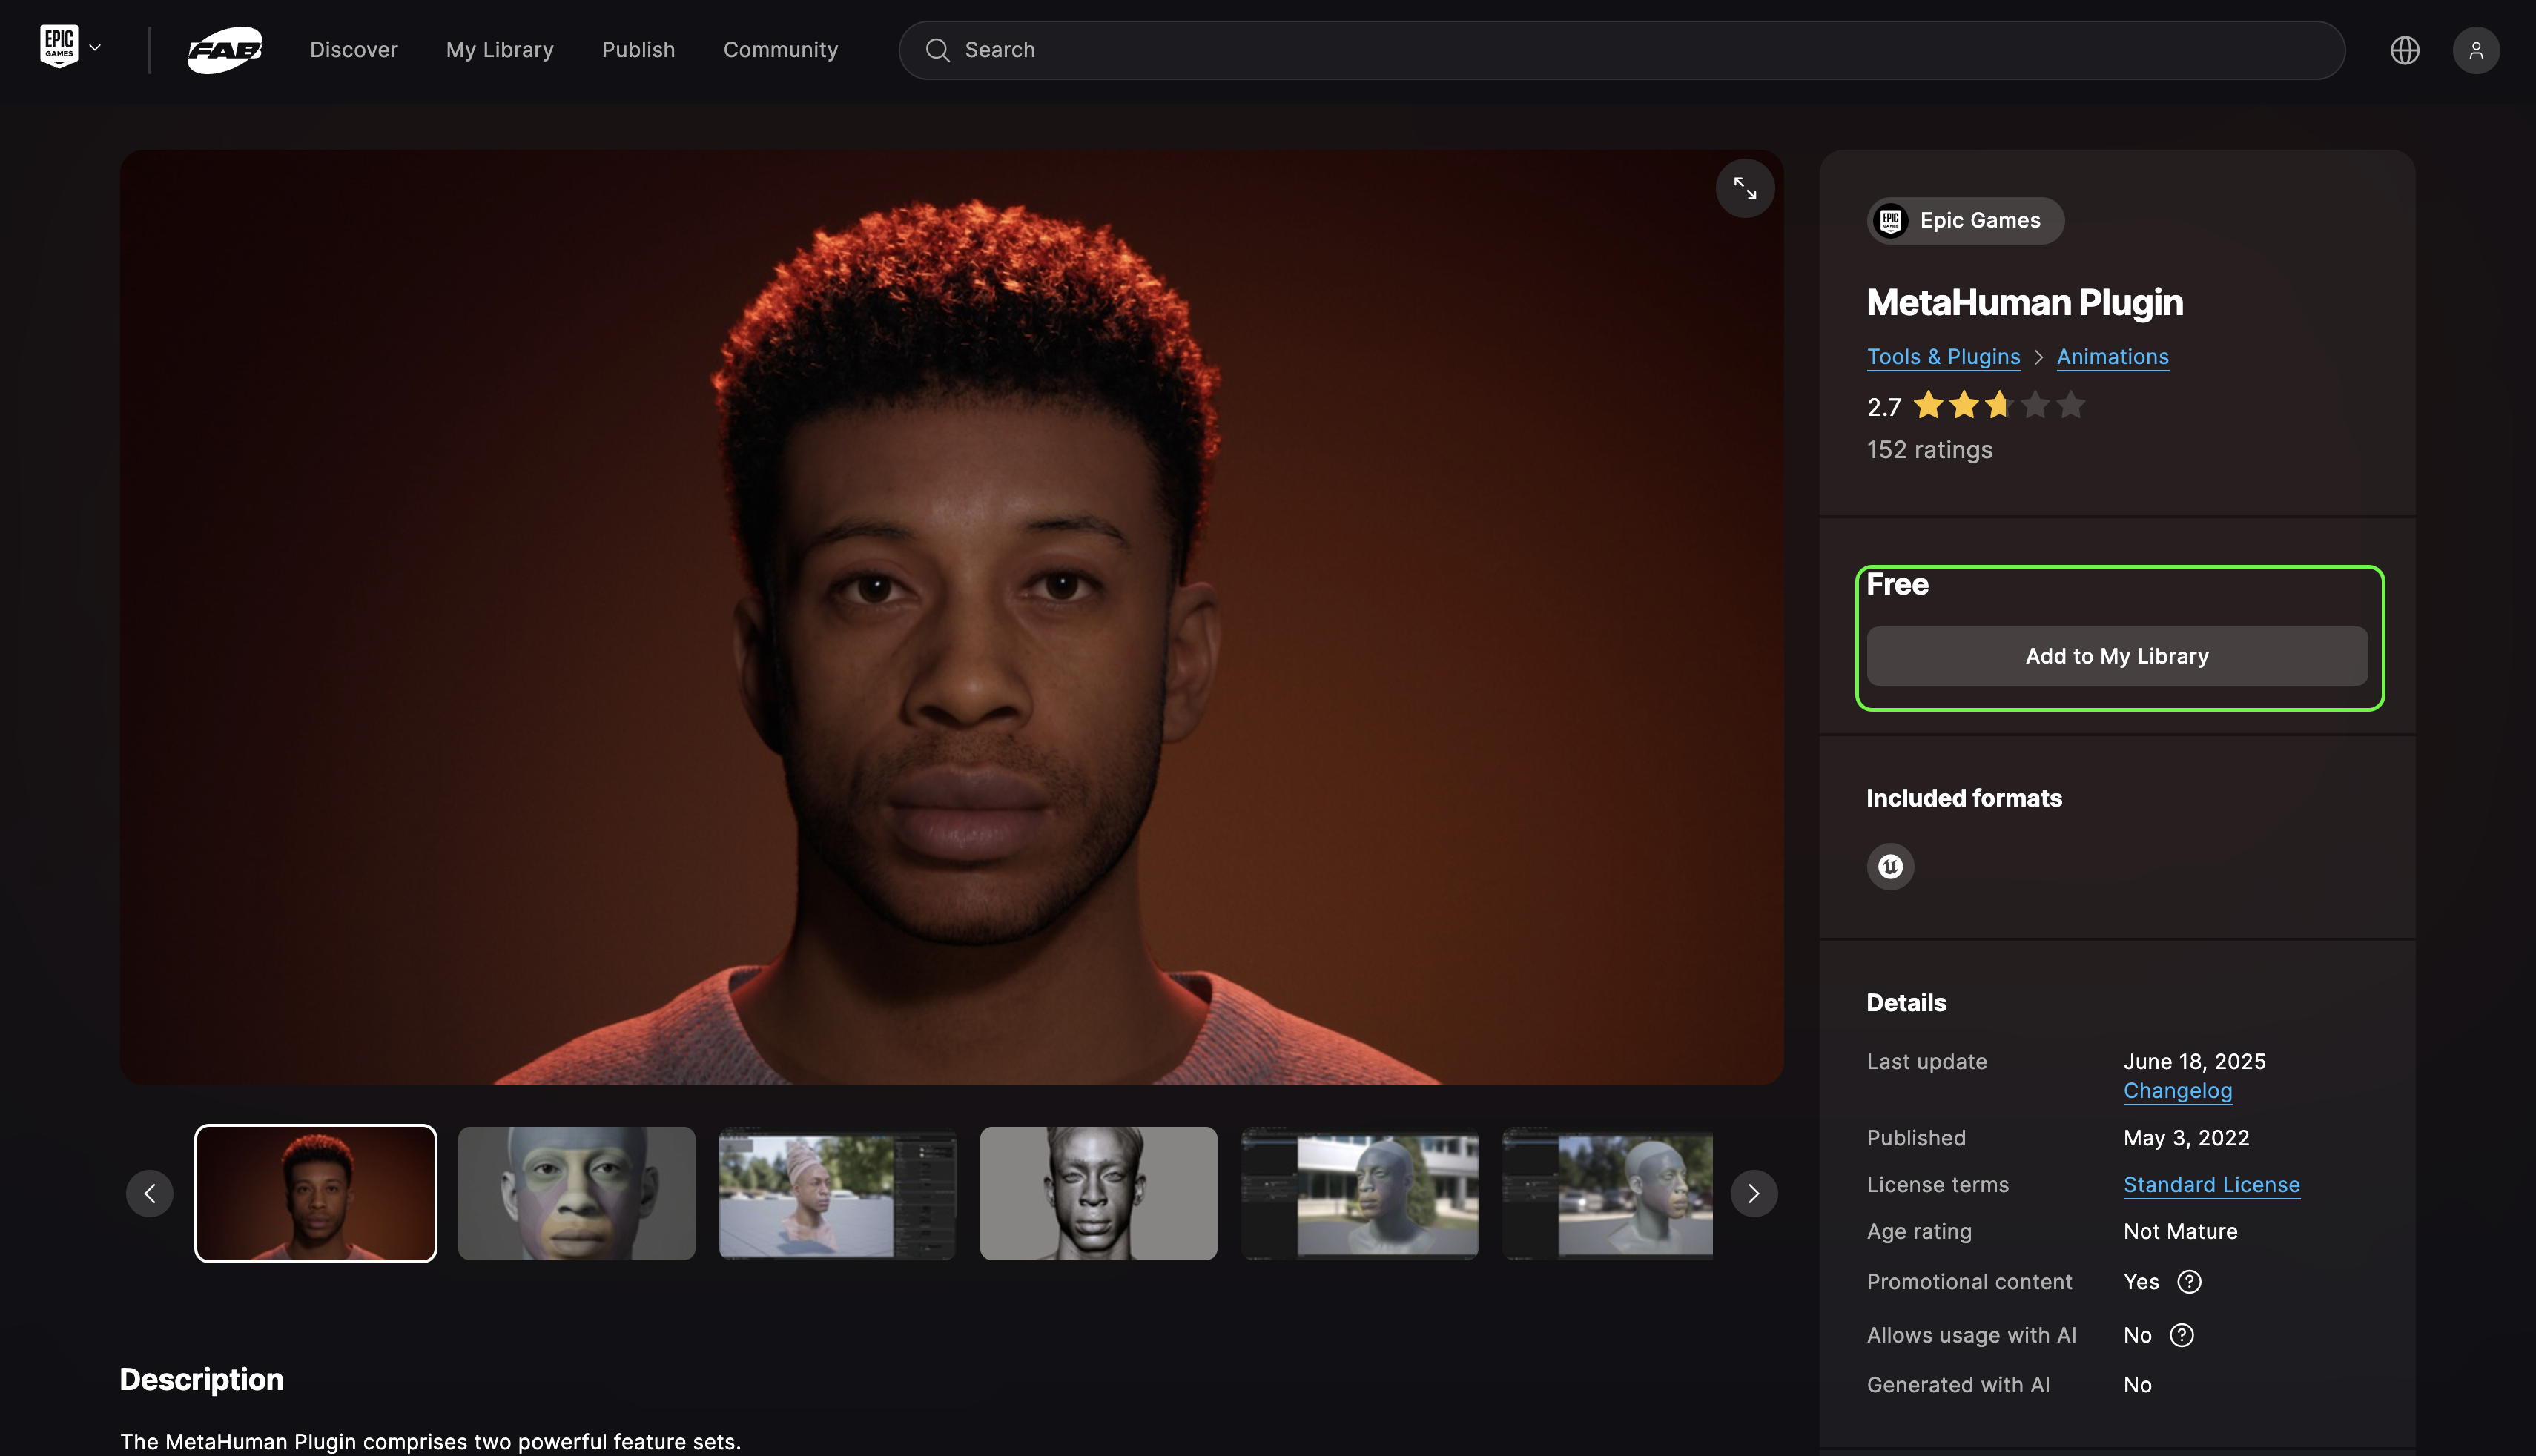 EPIC GAMES
FAB
Discover
My Library
Publish
Community
Search
EPIC GAMES
Epic Games
MetaHuman Plugin
Tools & Plugins > Animations
2.7
152 ratings
Free
Add to My Library
Included formats
Details
Last update June 18, 2025
Changelog
Published May 3, 2022
License terms Standard License
Age rating Not Mature
Promotional content Yes ?
Allows usage with AI No ?
Generated with AI No
Description
The MetaHuman Plugin comprises two powerful feature sets.